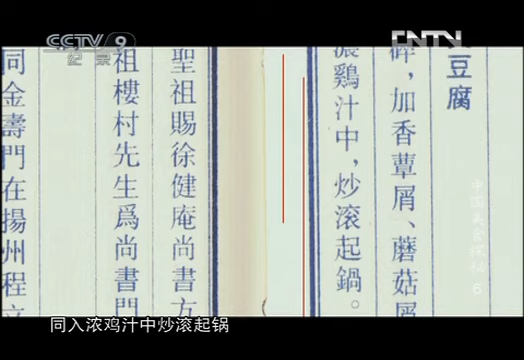 CCTV 9
纪录
CNTV
豆腐
碎,加香蕈屑、蘑菇屑
濃鷄汁中,炒滚起鍋。
聖祖賜徐健庵尚書方
祖樓村先生爲尚書門
同金壽門在揚州程立
中国美食探秘 6
同入浓鸡汁中炒滚起锅